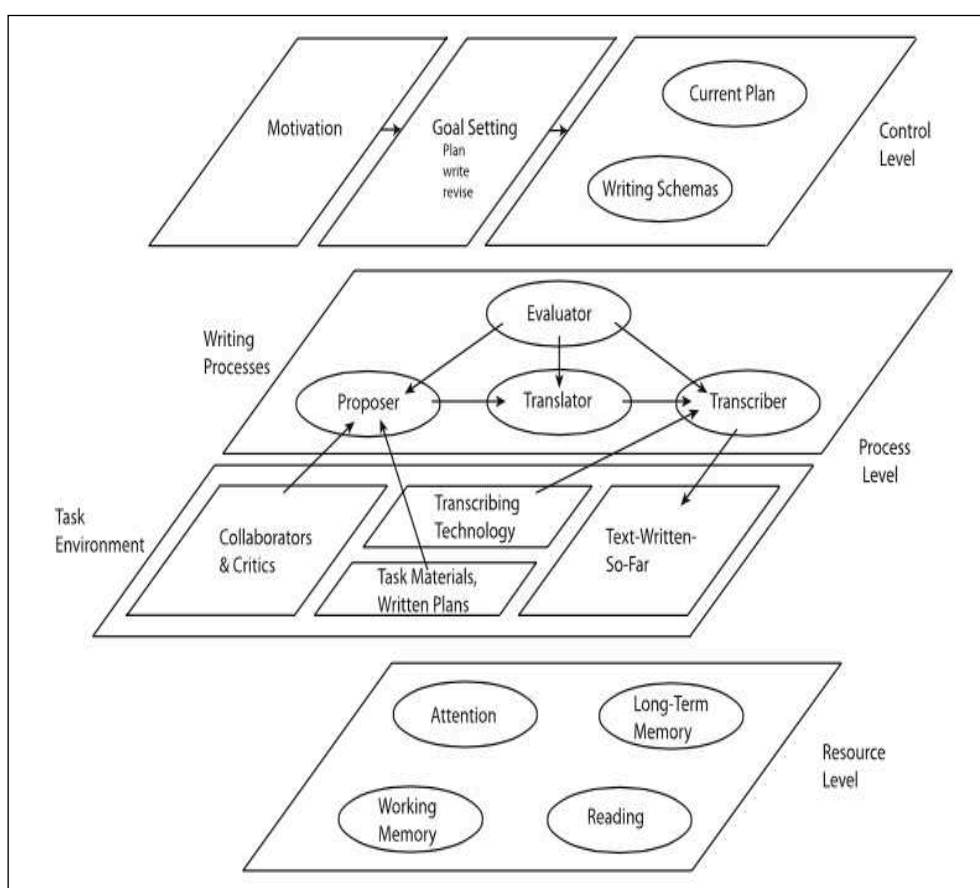 Motivation
Goal Setting
Plan
write
revise
Current Plan
Writing Schemas
Control
Level
Writing
Processes
Evaluator
Proposer
Translator
Transcriber
Process
Level
Task
Environment
Collaborators
& Critics
Transcribing
Technology
Task Materials,
Written Plans
Text-Written-
So-Far
Attention
Long-Term
Memory
Working
Memory
Reading
Resource
Level